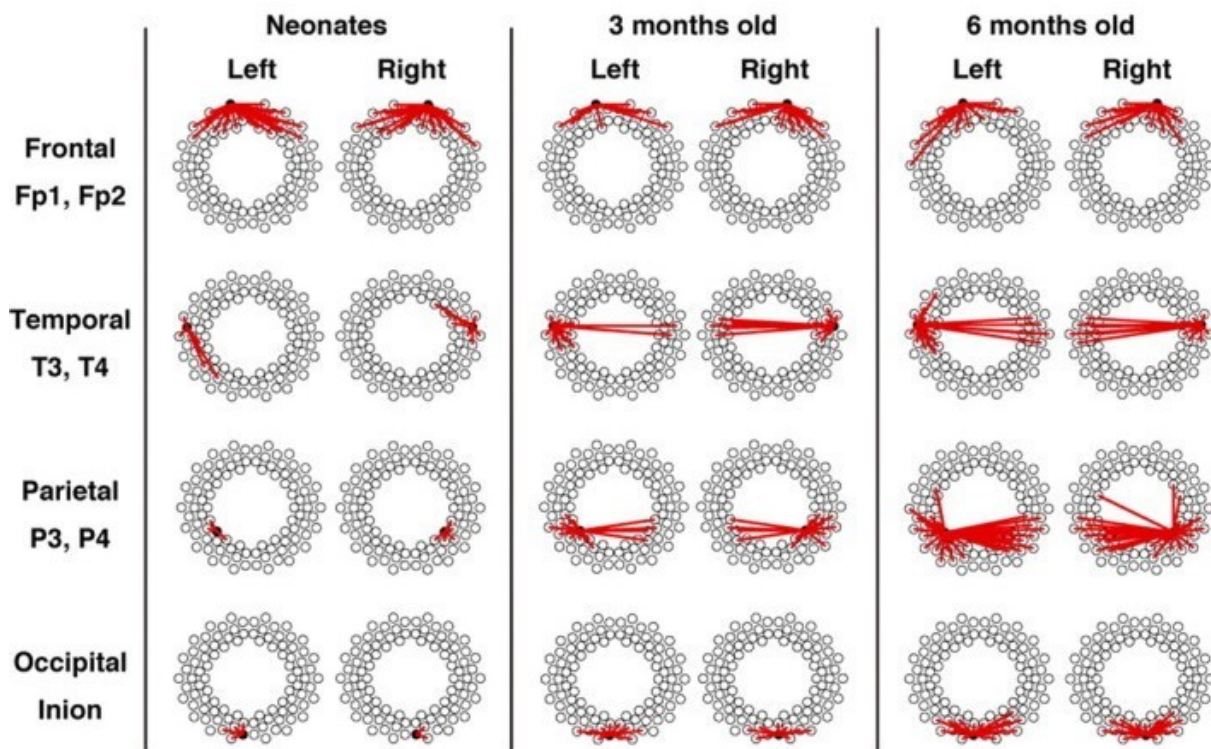 Neonates
3 months old
6 months old
Left
Right
Left
Right
Left
Right
Frontal
Fp1, Fp2
Temporal
T3, T4
Parietal
P3, P4
Occipital
Inion